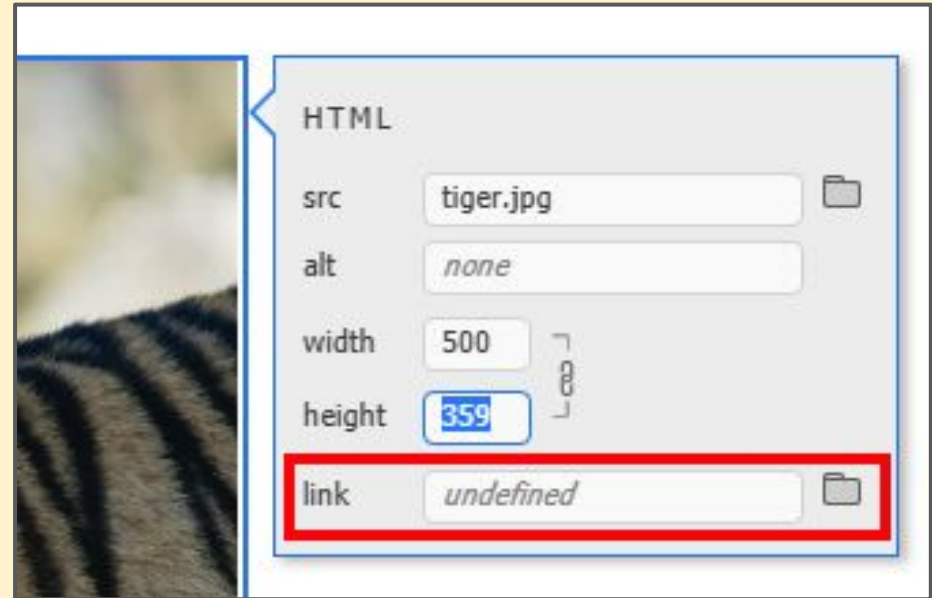 HTML
src tiger.jpg
alt none
width 500
height 359
link undefined